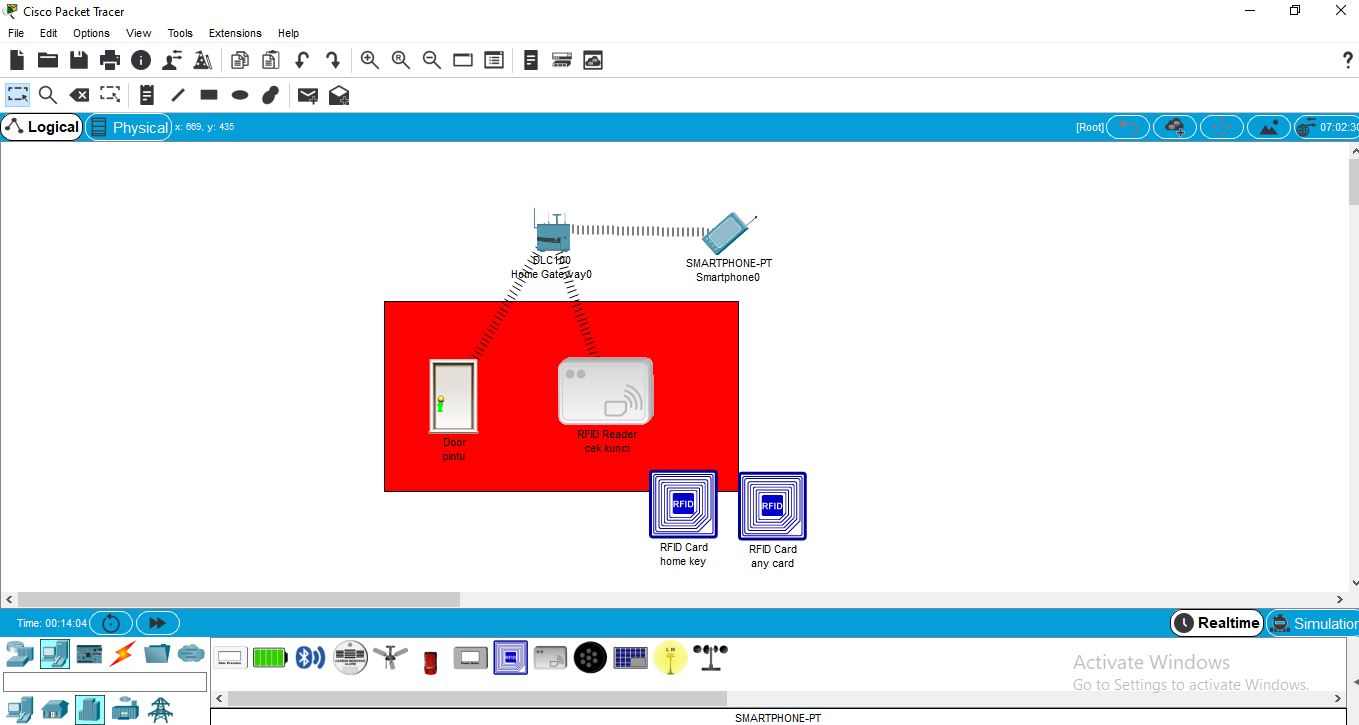 Cisco Packet Tracer
File Edit Options View Tools Extensions Help
Logical Physical x: 669, y: 435 [Root] 07:02:30
DLC100
Home Gateway0
SMARTPHONE-PT
Smartphone0
Door
pintu
RFID Reader
cek kunci
RFID
RFID
RFID Card
home key
RFID Card
any card
Time: 00:14:04 Realtime Simulation
Activate Windows
Go to Settings to activate Windows.
SMARTPHONE-PT